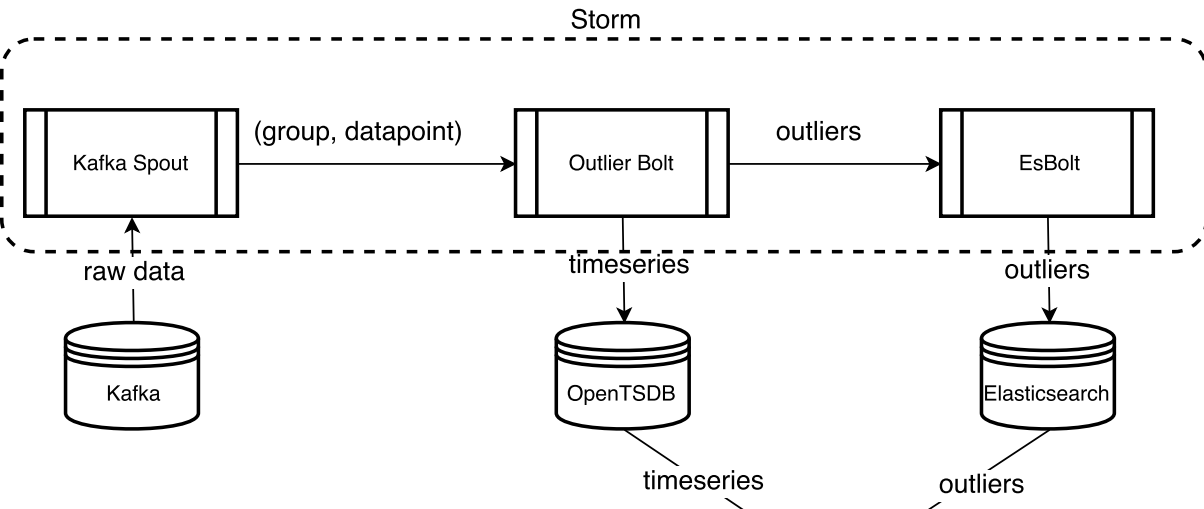 Storm
(group, datapoint)
outliers
Kafka Spout
Outlier Bolt
EsBolt
raw data
timeseries
outliers
Kafka
OpenTSDB
Elasticsearch
timeseries
outliers